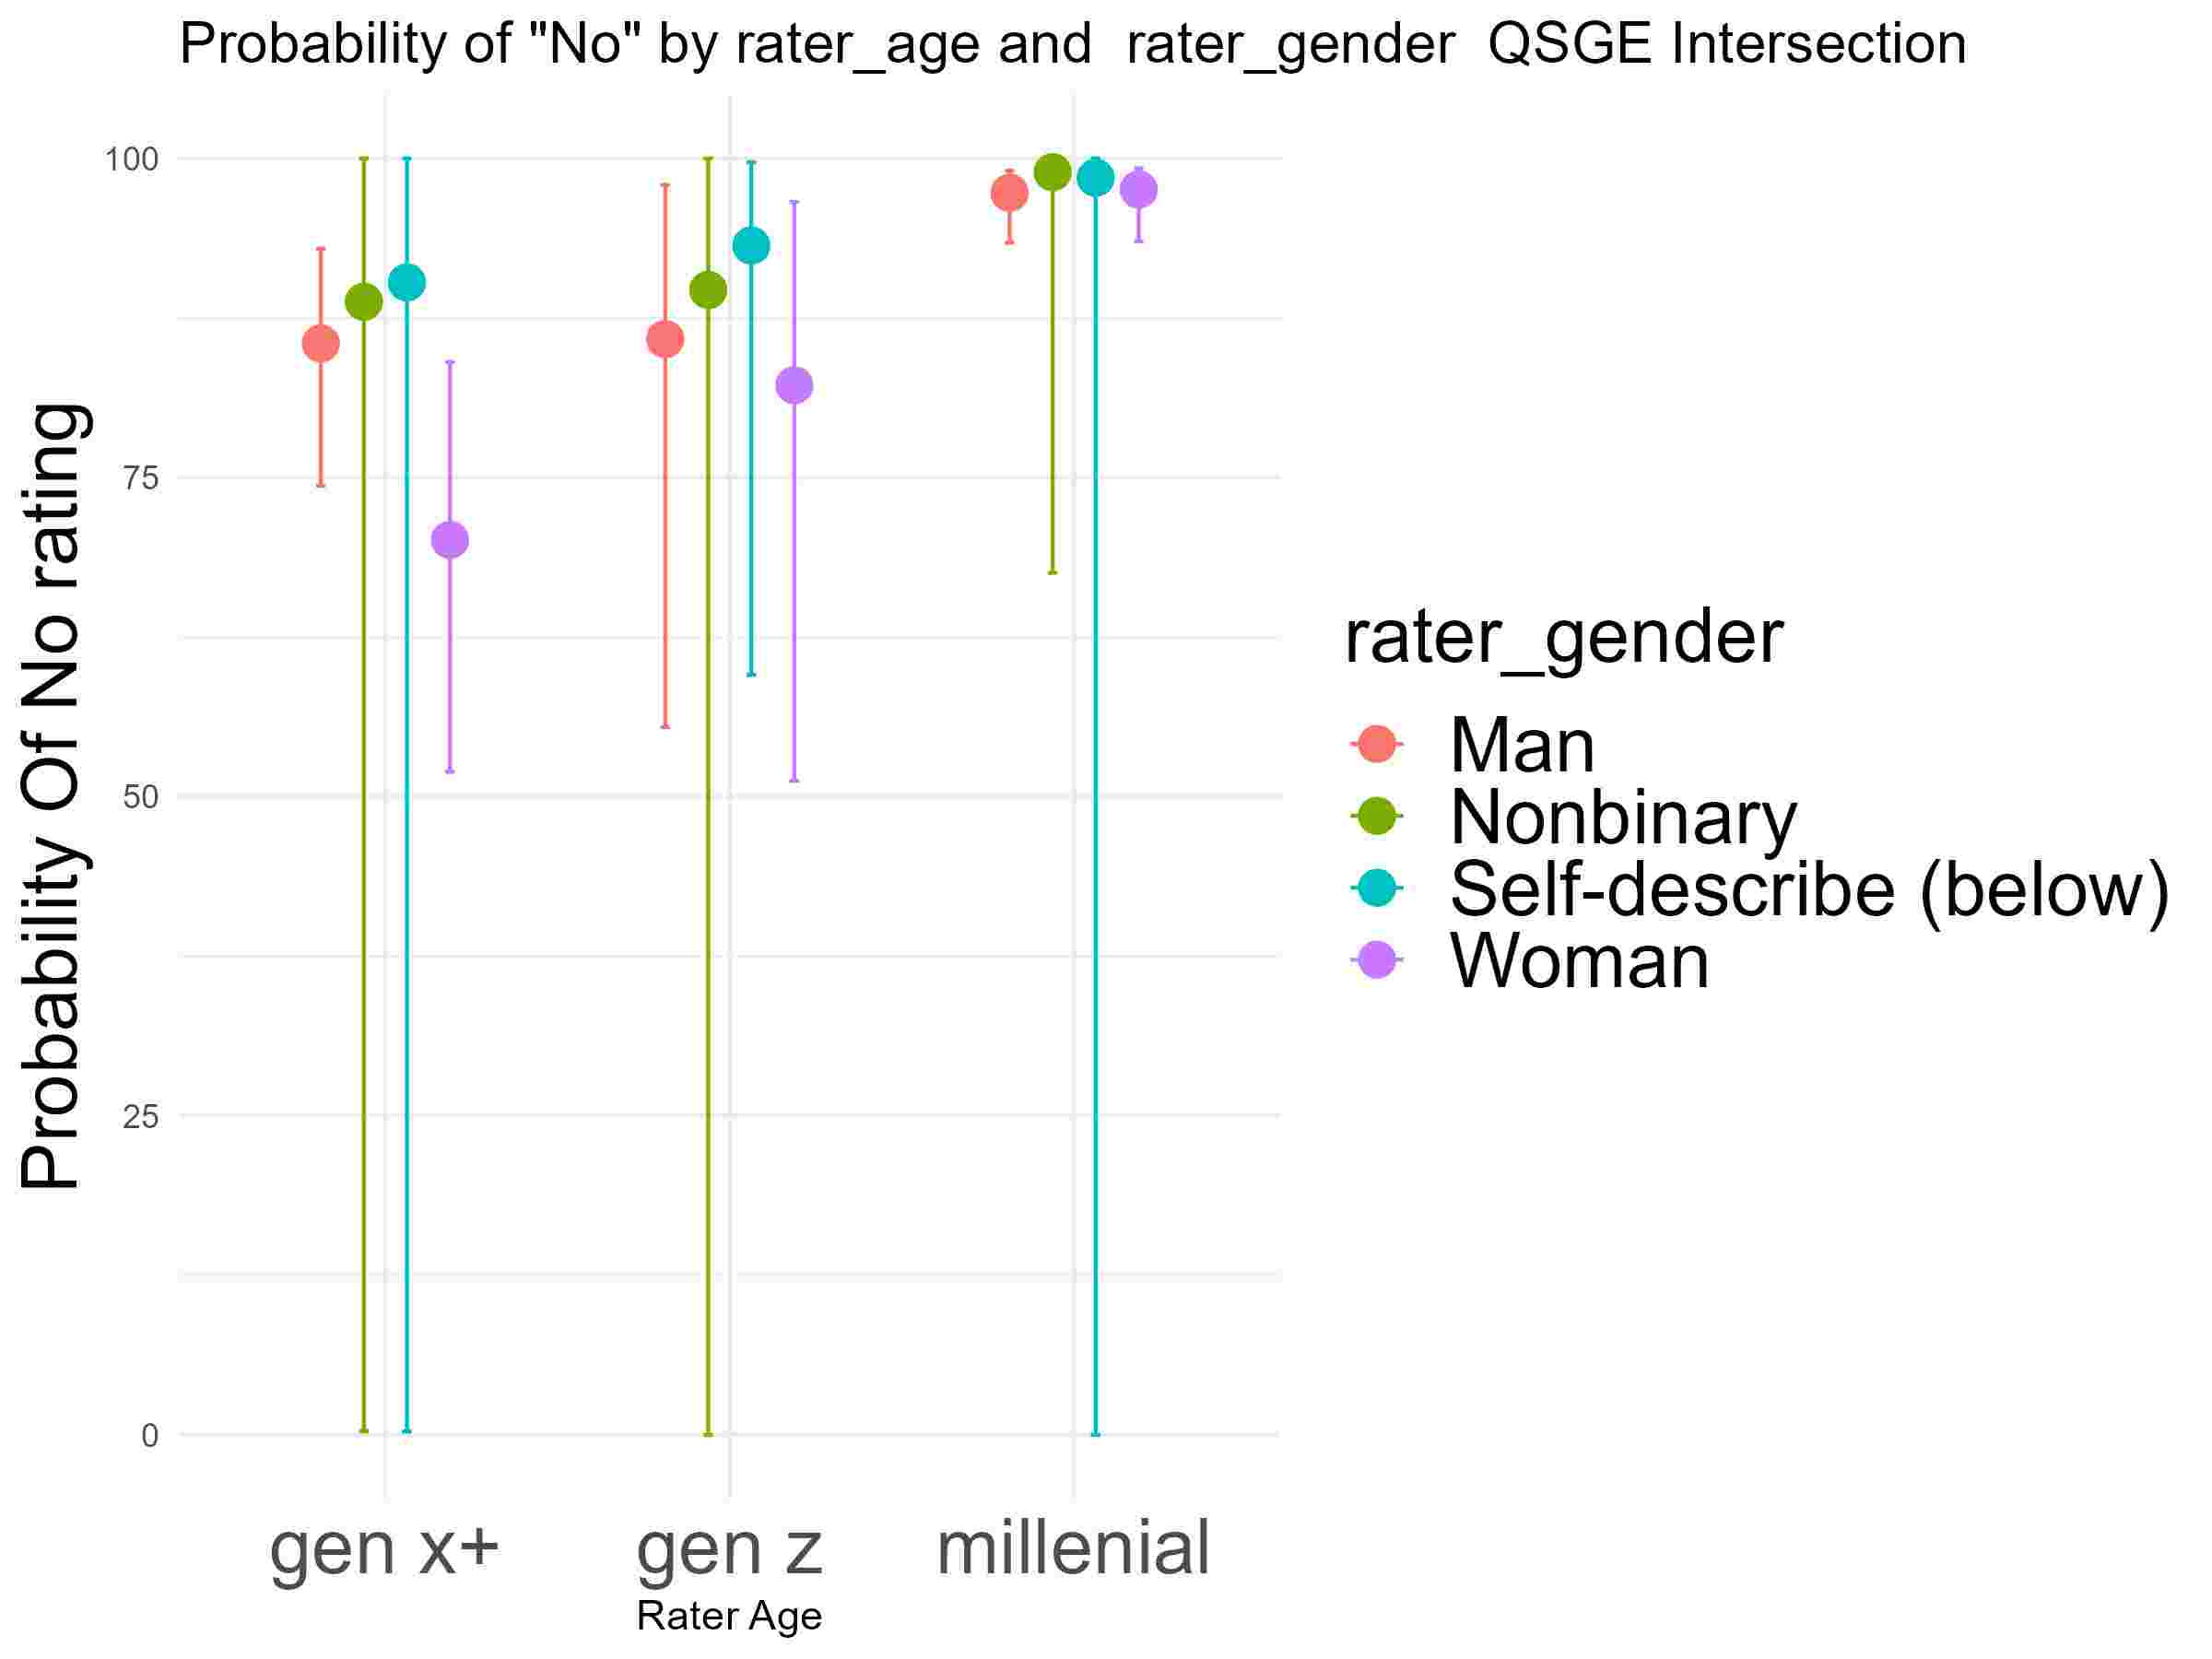 Probability of "No" by rater_age and  rater_gender  QSGE Intersection
Probability Of No rating
100
75
50
25
0
gen x+ gen z millenial
Rater Age
rater_gender
Man
Nonbinary
Self-describe (below)
Woman